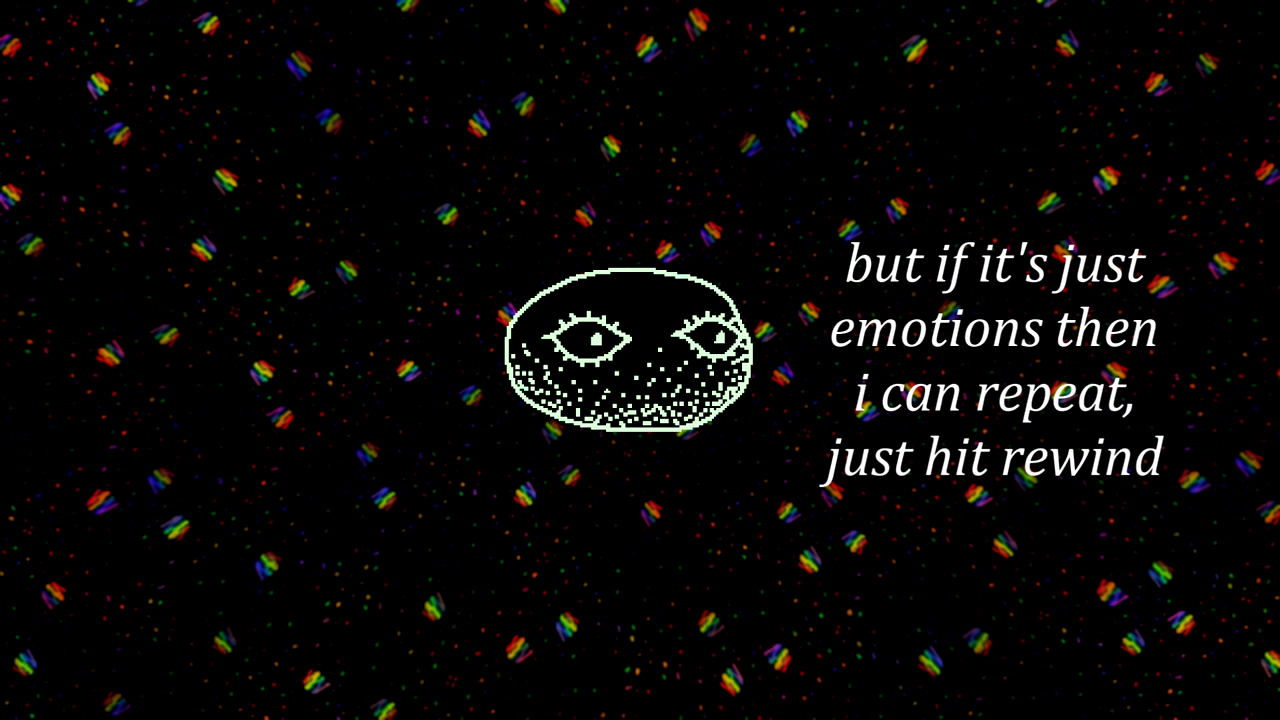 but if it's just
emotions then
i can repeat,
just hit rewind